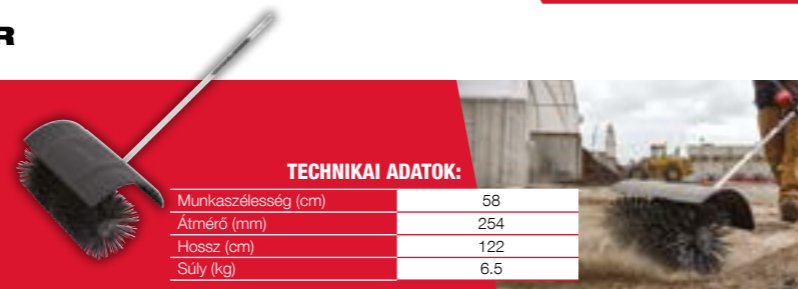 R
TECHNIKAI ADATOK:
Munkaszélesség (cm) 58
Átmérő (mm) 254
Hossz (cm) 122
Súly (kg) 6.5